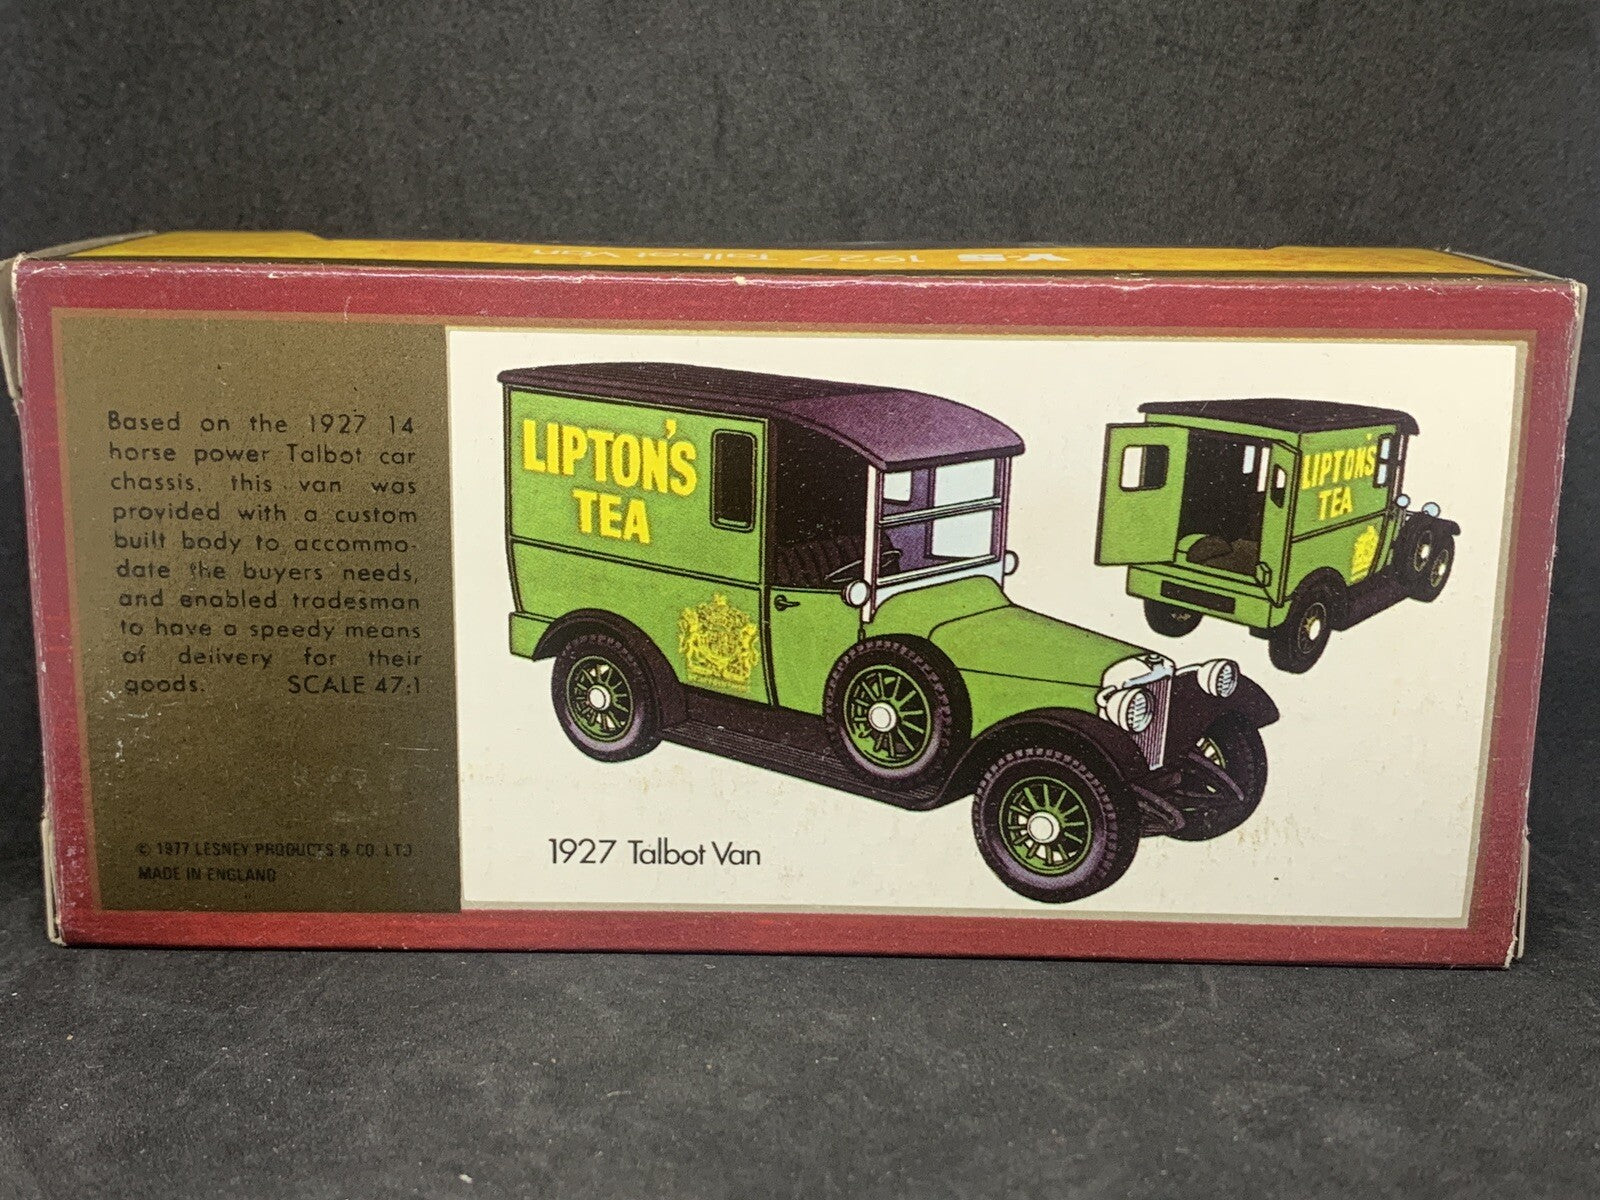 Y-5 1927 Talbot Van
Based on the 1927 14
horse power Talbot car
chassis, this van was
provided with a custom
built body to accommo-
date the buyers needs,
and enabled tradesman
to have a speedy means
of delivery for their
goods. SCALE 47:1
© 1977 LESNEY PRODUCTS & CO. LTD
MADE IN ENGLAND
LIPTON'S
TEA
LIPTON'S
TEA
1927 Talbot Van